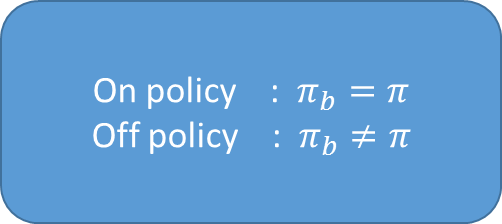 On policy : π_b = π
Off policy : π_b ≠ π